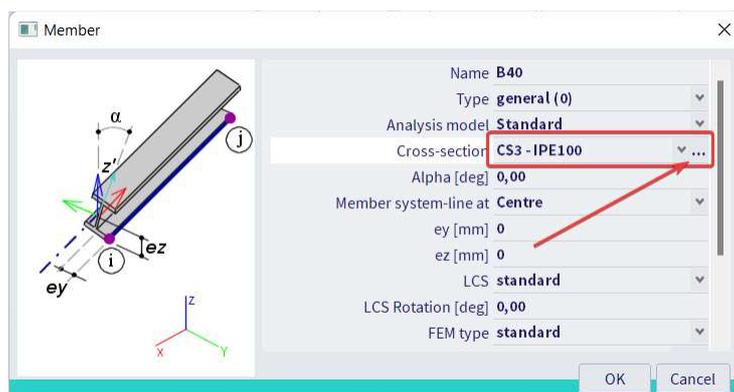 Member
α
z'
j
i
ez
ey
Z
X
Y
Name B40
Type general (0)
Analysis model Standard
Cross-section CS3 - IPE100 ...
Alpha [deg] 0,00
Member system-line at Centre
ey [mm] 0
ez [mm] 0
LCS standard
LCS Rotation [deg] 0,00
FEM type standard
OK Cancel